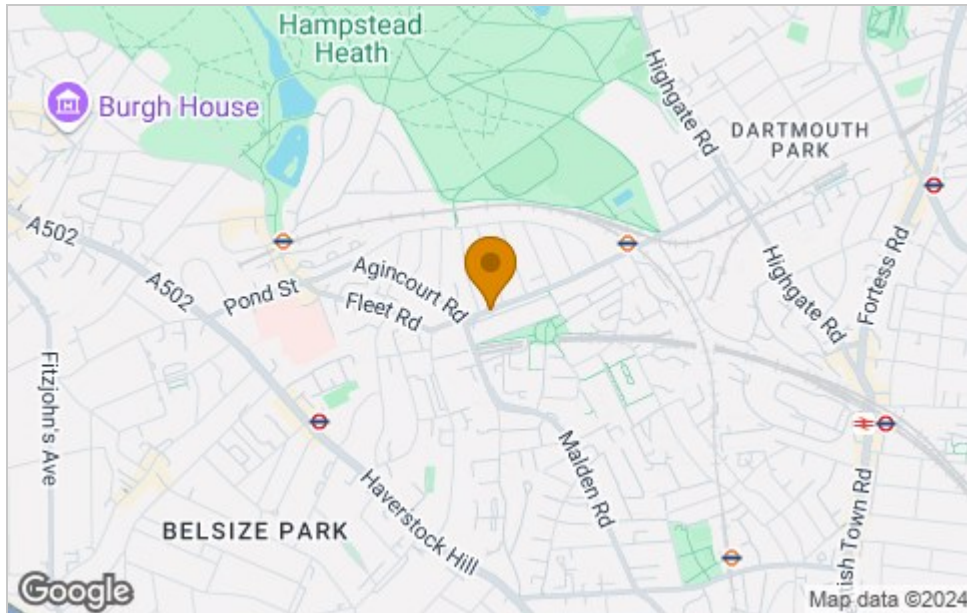 Hampstead
Heath
Burgh House
Highgate Rd
DARTMOUTH
PARK
A502
A502
Agincourt Rd
Pond St
Fleet Rd
Highgate Rd
Fortess Rd
Fitzjohn's Ave
Malden Rd
BELSIZE PARK
Haverstock Hill
tish Town Rd
Google
Map data ©2024